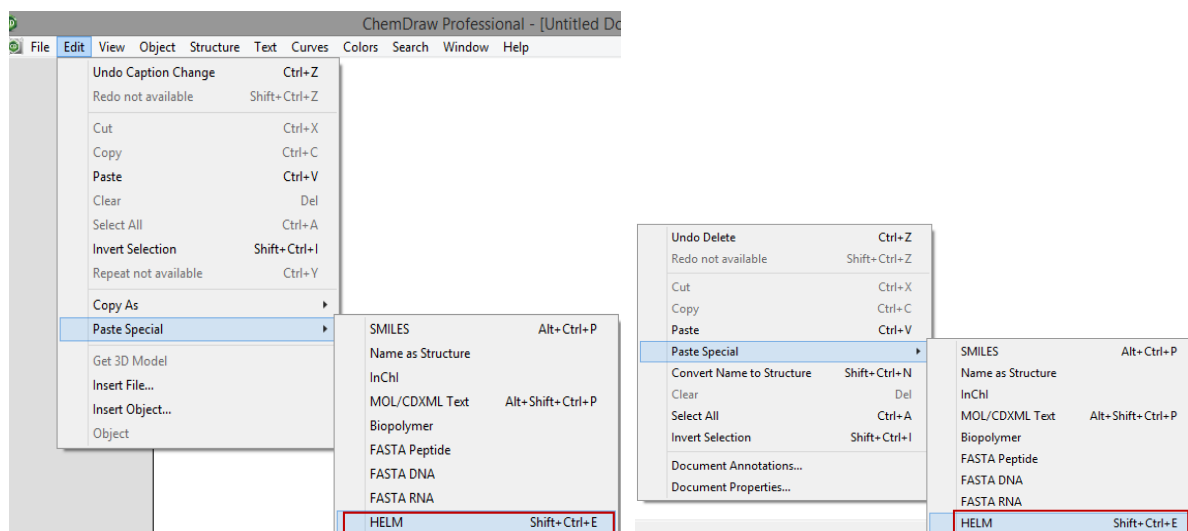 ChemDraw Professional - [Untitled Do
File Edit View Object Structure Text Curves Colors Search Window Help
Undo Caption Change Ctrl+Z
Redo not available Shift+Ctrl+Z
Cut Ctrl+X
Copy Ctrl+C
Paste Ctrl+V
Clear Del
Select All Ctrl+A
Invert Selection Shift+Ctrl+I
Repeat not available Ctrl+Y
Copy As
Paste Special
Get 3D Model
Insert File...
Insert Object...
Object
SMILES Alt+Ctrl+P
Name as Structure
InChI
MOL/CDXML Text Alt+Shift+Ctrl+P
Biopolymer
FASTA Peptide
FASTA DNA
FASTA RNA
HELM Shift+Ctrl+E
Undo Delete Ctrl+Z
Redo not available Shift+Ctrl+Z
Cut Ctrl+X
Copy Ctrl+C
Paste Ctrl+V
Paste Special
Convert Name to Structure Shift+Ctrl+N
Clear Del
Select All Ctrl+A
Invert Selection Shift+Ctrl+I
Document Annotations...
Document Properties...
SMILES Alt+Ctrl+P
Name as Structure
InChI
MOL/CDXML Text Alt+Shift+Ctrl+P
Biopolymer
FASTA Peptide
FASTA DNA
FASTA RNA
HELM Shift+Ctrl+E